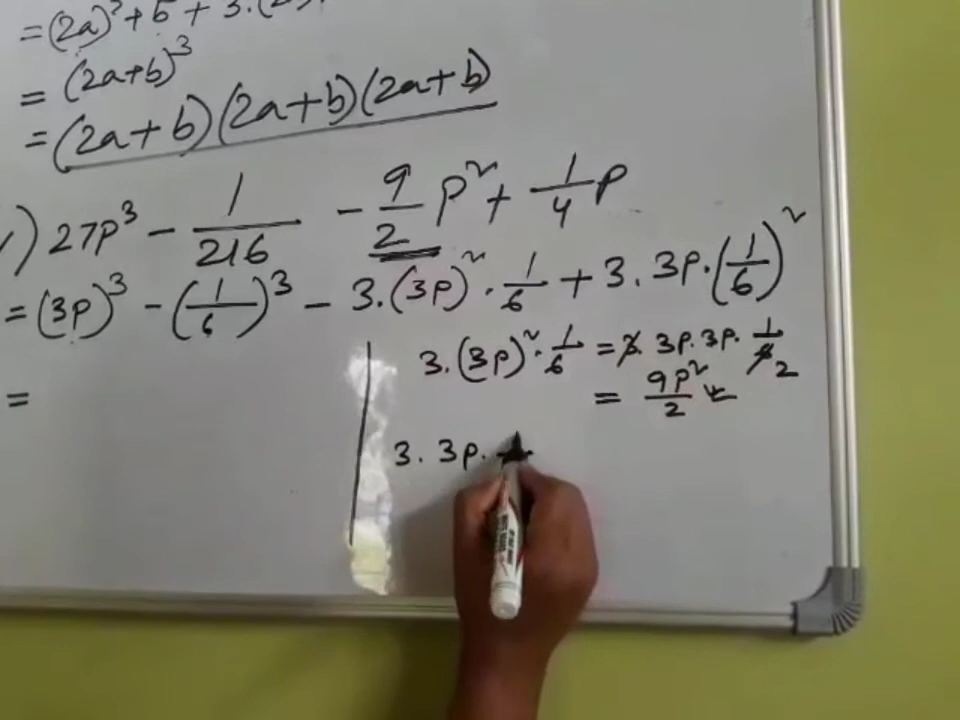 = (2a)³ + b + 3.(2
= (2a+b)³
= (2a+b)(2a+b)(2a+b)
) 27p³ - 1/216 - 9/2 p² + 1/4 p
= (3p)³ - (1/6)³ - 3.(3p)². 1/6 + 3. 3p.(1/6)²
3.(3p)². 1/6 = 3. 3p. 3p. 1/6 2
= 9p²/2
=
3. 3p.